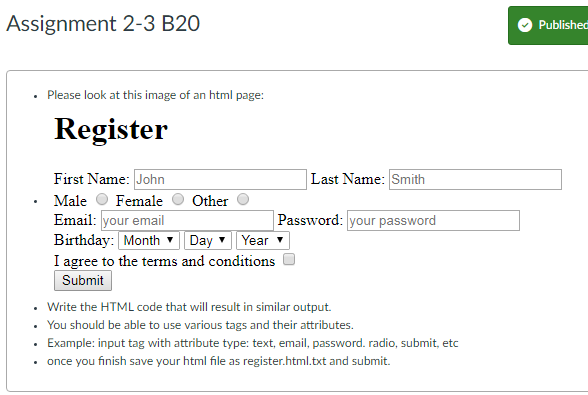 Assignment 2-3 B20
Published
Please look at this image of an html page:
Register
First Name: John Last Name: Smith
Male Female Other
Email: your email Password: your password
Birthday: Month Day Year
I agree to the terms and conditions
Submit
Write the HTML code that will result in similar output.
You should be able to use various tags and their attributes.
Example: input tag with attribute type: text, email, password. radio, submit, etc
once you finish save your html file as register.html.txt and submit.